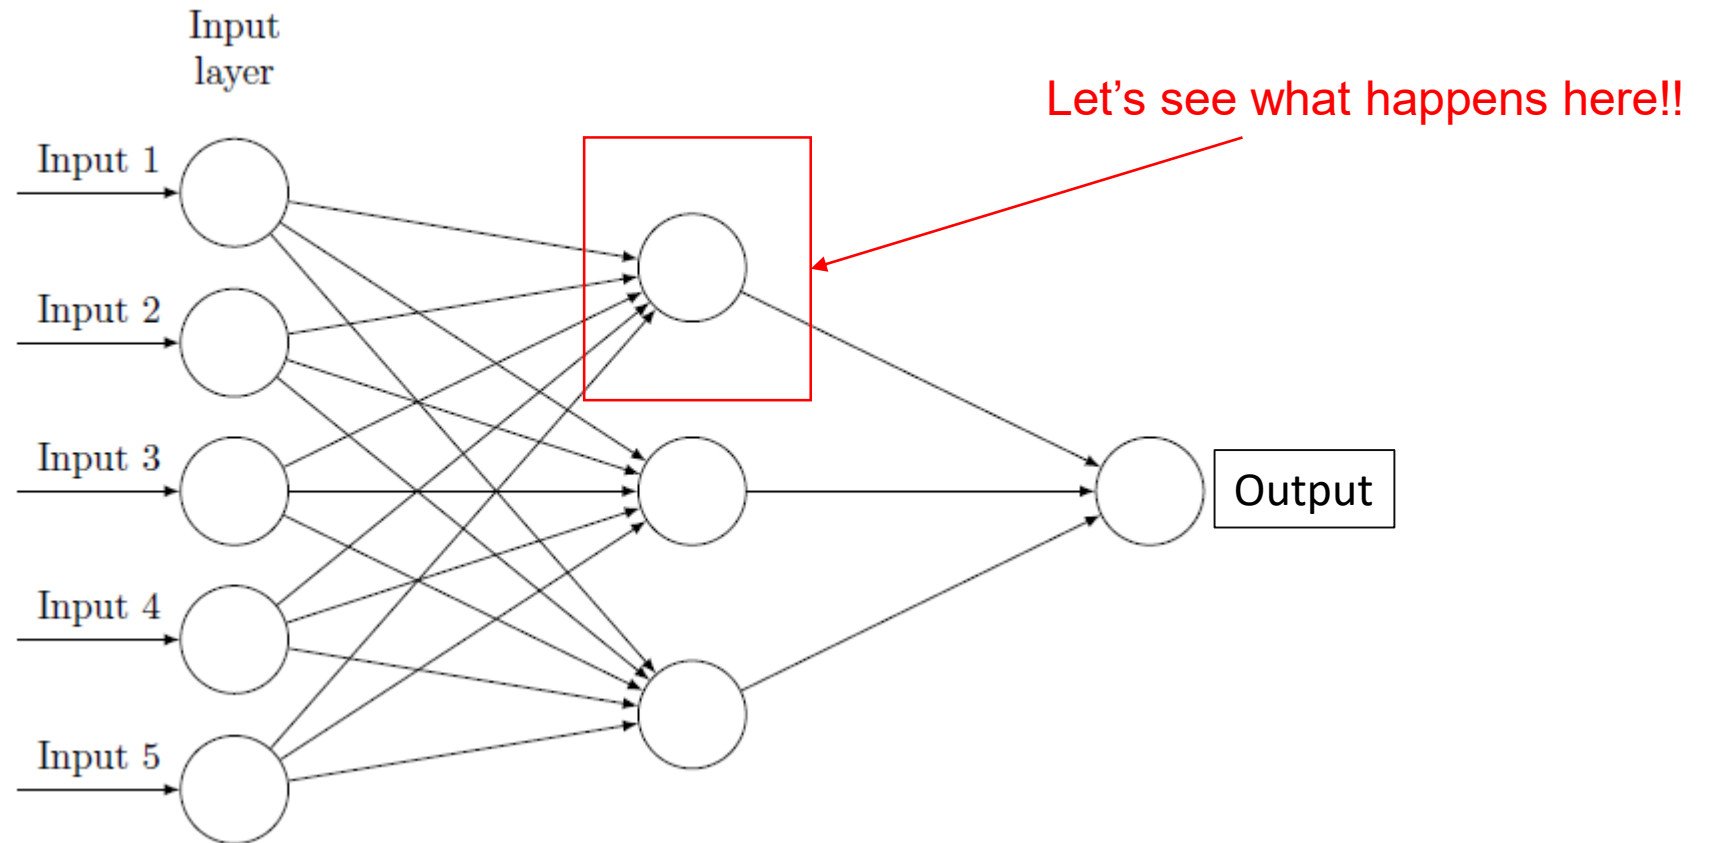 Input
layer
Let’s see what happens here!!
Input 1
Input 2
Input 3
Output
Input 4
Input 5